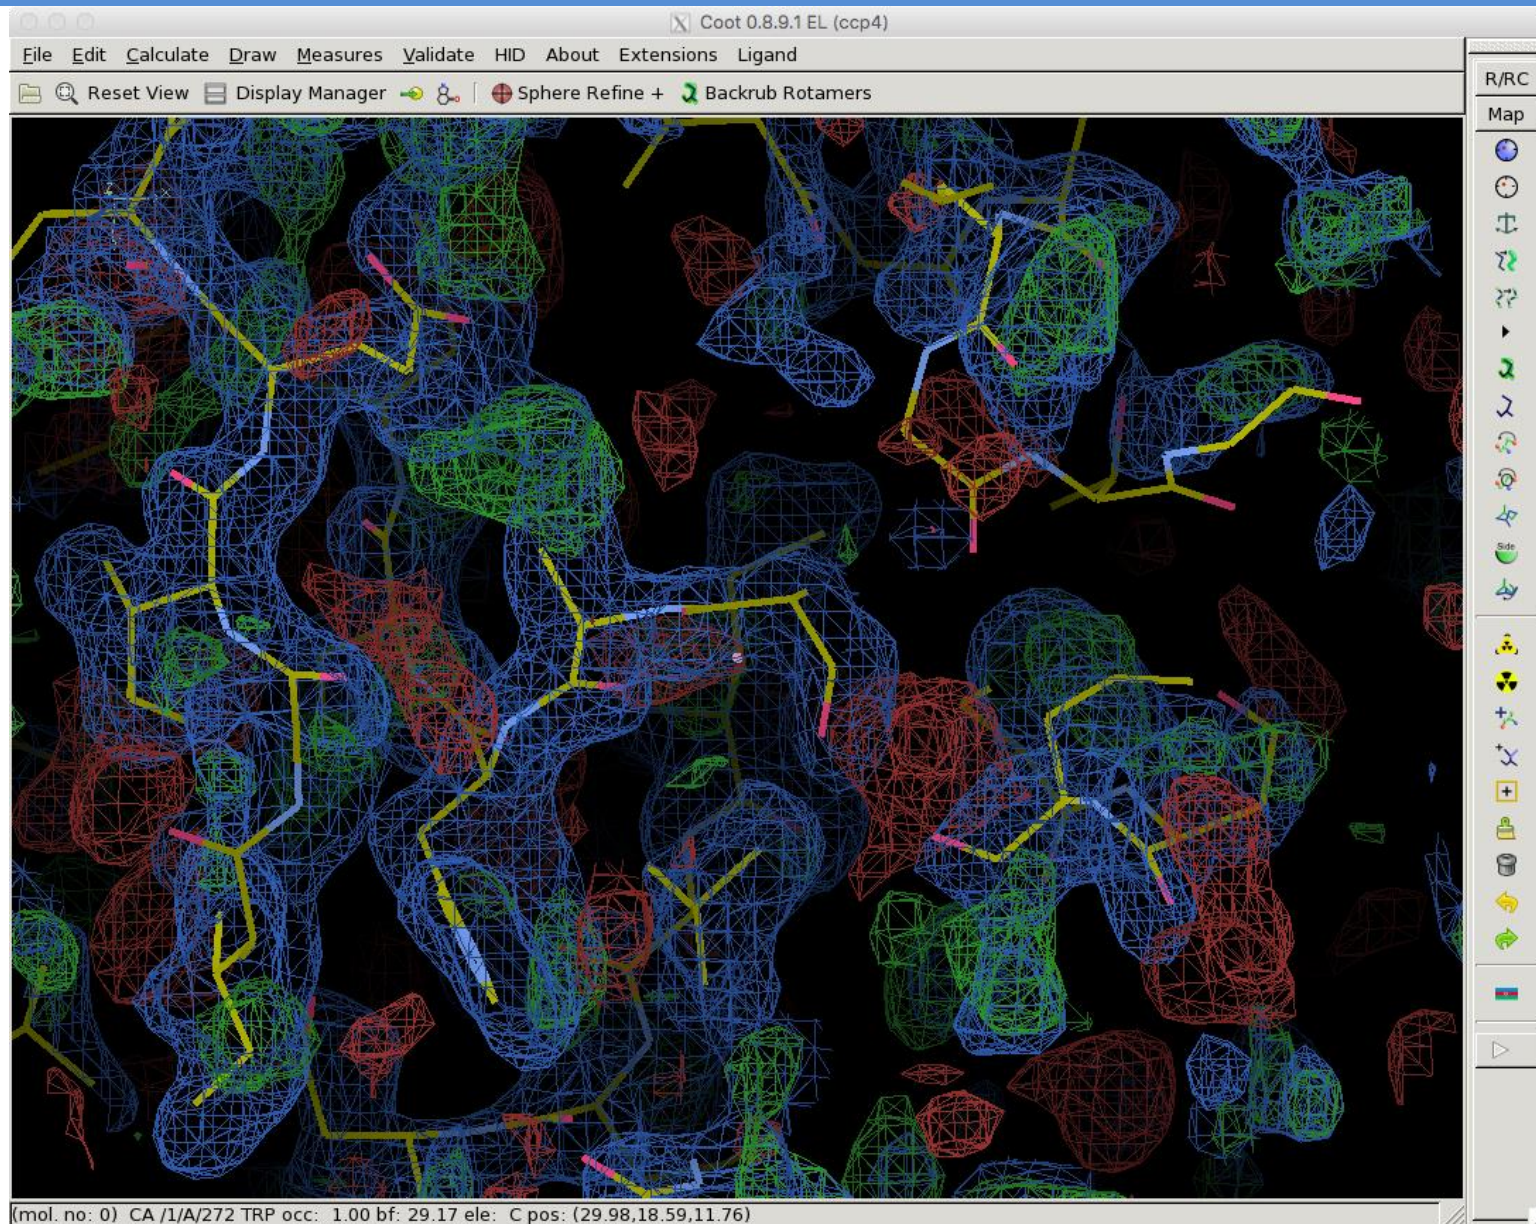 Coot 0.8.9.1 EL (ccp4)
File Edit Calculate Draw Measures Validate HID About Extensions Ligand
Reset View Display Manager Sphere Refine + Backrub Rotamers
R/RC
Map
Side
(mol. no: 0) CA /1/A/272 TRP occ: 1.00 bf: 29.17 ele: C pos: (29.98,18.59,11.76)